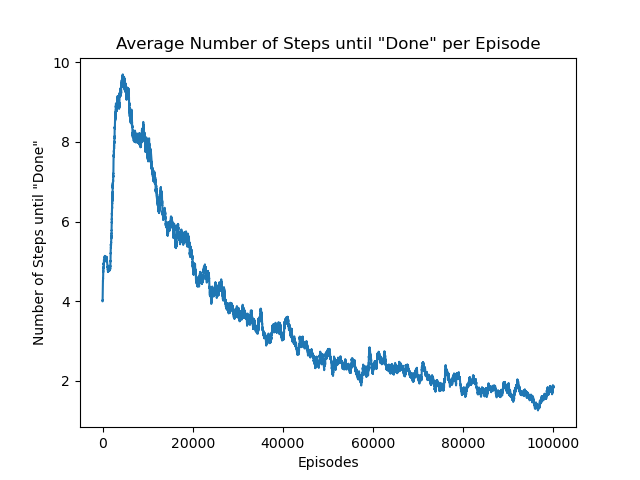 Average Number of Steps until "Done" per Episode
Number of Steps until "Done"
10
8
6
4
2
0 20000 40000 60000 80000 100000
Episodes